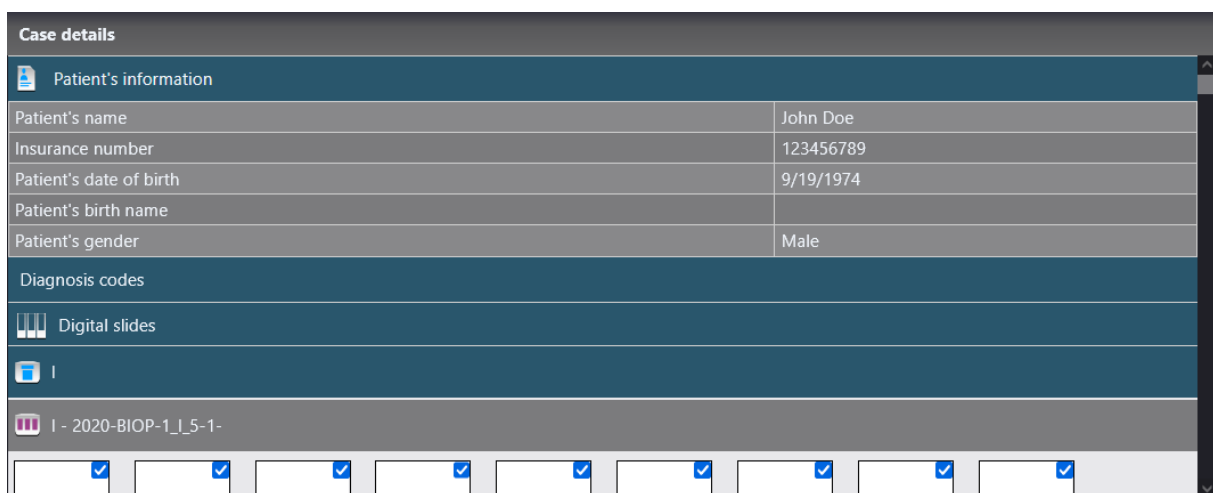 Case details
Patient's information
Patient's name John Doe
Insurance number 123456789
Patient's date of birth 9/19/1974
Patient's birth name
Patient's gender Male
Diagnosis codes
Digital slides
I
I - 2020-BIOP-1_I_5-1-